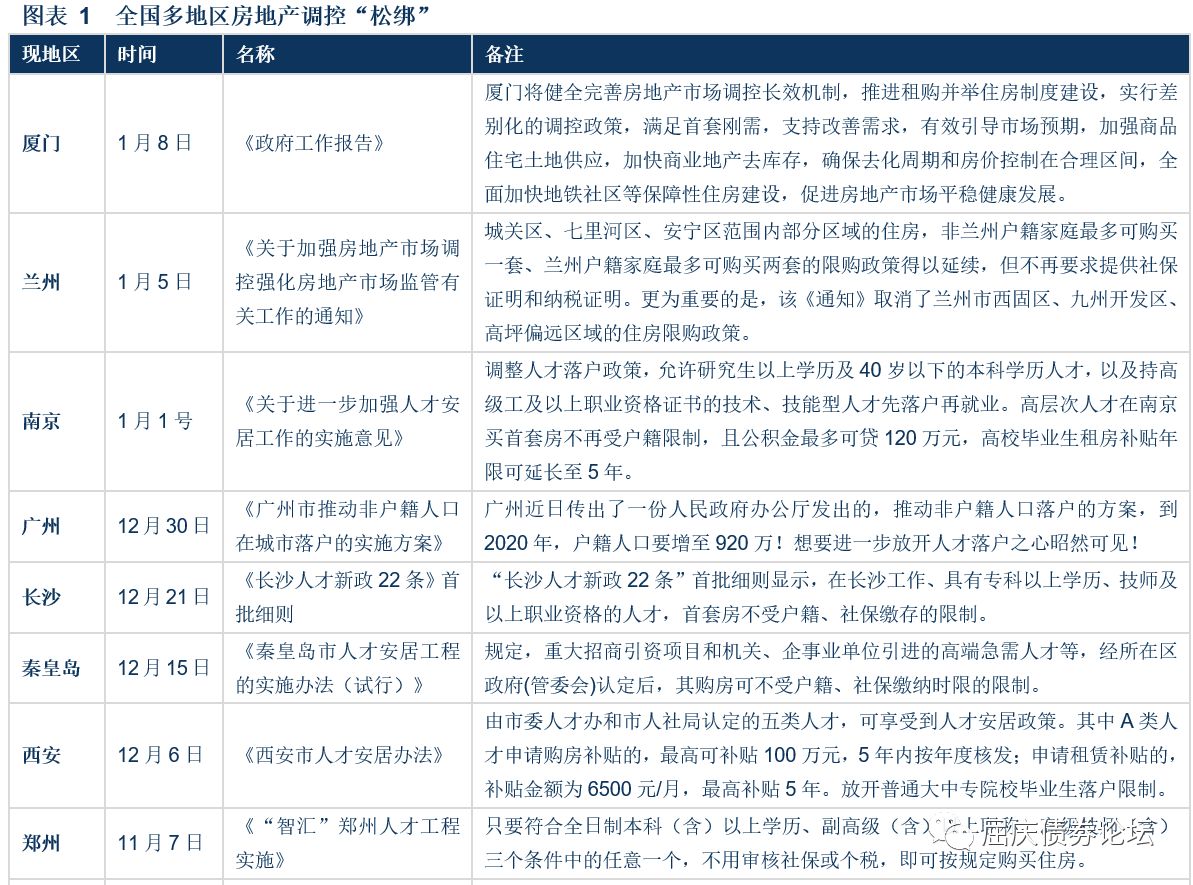 图表 1 全国多地区房地产调控“松绑”
现地区 时间 名称 备注
厦门 1 月 8 日 《政府工作报告》
厦门将健全完善房地产市场调控长效机制，推进租购并举住房制度建设，实行差
别化的调控政策，满足首套刚需，支持改善需求，有效引导市场预期，加强商品
住宅土地供应，加快商业地产去库存，确保去化周期和房价控制在合理区间，全
面加快地铁社区等保障性住房建设，促进房地产市场平稳健康发展。
兰州 1 月 5 日
《关于加强房地产市场调
控强化房地产市场监管有
关工作的通知》
城关区、七里河区、安宁区范围内部分区域的住房，非兰州户籍家庭最多可购买
一套、兰州户籍家庭最多可购买两套的限购政策得以延续，但不再要求提供社保
证明和纳税证明。更为重要的是，该《通知》取消了兰州市西固区、九州开发区、
高坪偏远区域的住房限购政策。
南京 1 月 1 号
《关于进一步加强人才安
居工作的实施意见》
调整人才落户政策，允许研究生以上学历及 40 岁以下的本科学历人才，以及持高
级工及以上职业资格证书的技术、技能型人才先落户再就业。高层次人才在南京
买首套房不再受户籍限制，且公积金最多可贷 120 万元，高校毕业生租房补贴年
限可延长至 5 年。
广州 12 月 30 日
《广州市推动非户籍人口
在城市落户的实施方案》
广州近日传出了一份人民政府办公厅发出的，推动非户籍人口落户的方案，到
2020 年，户籍人口要增至 920 万！想要进一步放开人才落户之心昭然可见！
长沙 12 月 21 日
《长沙人才新政 22 条》首
批细则
“长沙人才新政 22 条”首批细则显示，在长沙工作、具有专科以上学历、技师及
以上职业资格的人才，首套房不受户籍、社保缴存的限制。
秦皇岛 12 月 15 日
《秦皇岛市人才安居工程
的实施办法（试行）》
规定，重大招商引资项目和机关、企事业单位引进的高端急需人才等，经所在区
政府(管委会)认定后，其购房可不受户籍、社保缴纳时限的限制。
西安 12 月 6 日 《西安市人才安居办法》
由市委人才办和市人社局认定的五类人才，可享受到人才安居政策。其中 A 类人
才申请购房补贴的，最高可补贴 100 万元，5 年内按年度核发；申请租赁补贴的，
补贴金额为 6500 元/月，最高补贴 5 年。放开普通大中专院校毕业生落户限制。
郑州 11 月 7 日
《“智汇”郑州人才工程
实施》
只要符合全日制本科（含）以上学历、副高级（含）以上职称、 含）
三个条件中的任意一个，不用审核社保或个税，即可按规定购买住房。
屈庆债券论坛